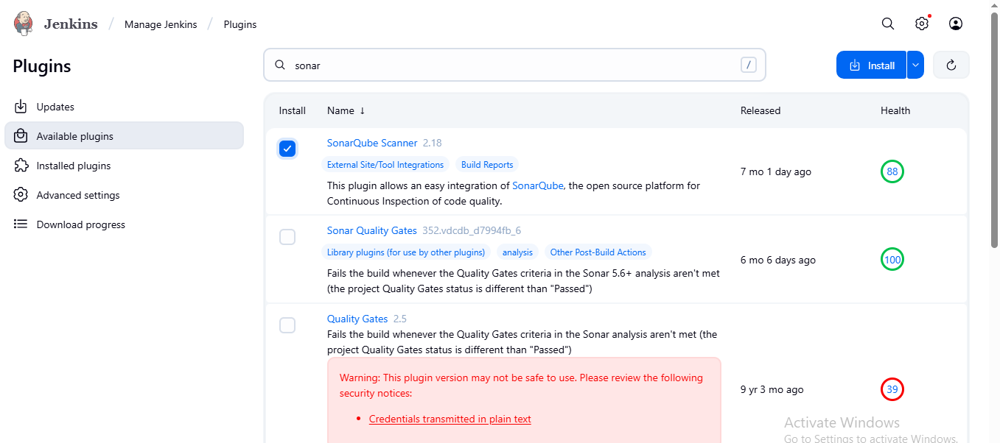 Jenkins / Manage Jenkins / Plugins
Plugins
sonar
/
Install
Updates
Available plugins
Installed plugins
Advanced settings
Download progress
Install Name ↓ Released Health
SonarQube Scanner 2.18
External Site/Tool Integrations Build Reports
This plugin allows an easy integration of SonarQube, the open source platform for
Continuous Inspection of code quality.
7 mo 1 day ago
88
Sonar Quality Gates 352.vdcdb_d7994fb_6
Library plugins (for use by other plugins) analysis Other Post-Build Actions
Fails the build whenever the Quality Gates criteria in the Sonar 5.6+ analysis aren't met
(the project Quality Gates status is different than "Passed")
6 mo 6 days ago
100
Quality Gates 2.5
Fails the build whenever the Quality Gates criteria in the Sonar analysis aren't met (the
project Quality Gates status is different than "Passed")
Warning: This plugin version may not be safe to use. Please review the following
security notices:
• Credentials transmitted in plain text
9 yr 3 mo ago
39
Activate Windows
Go to Settings to activate Windows.